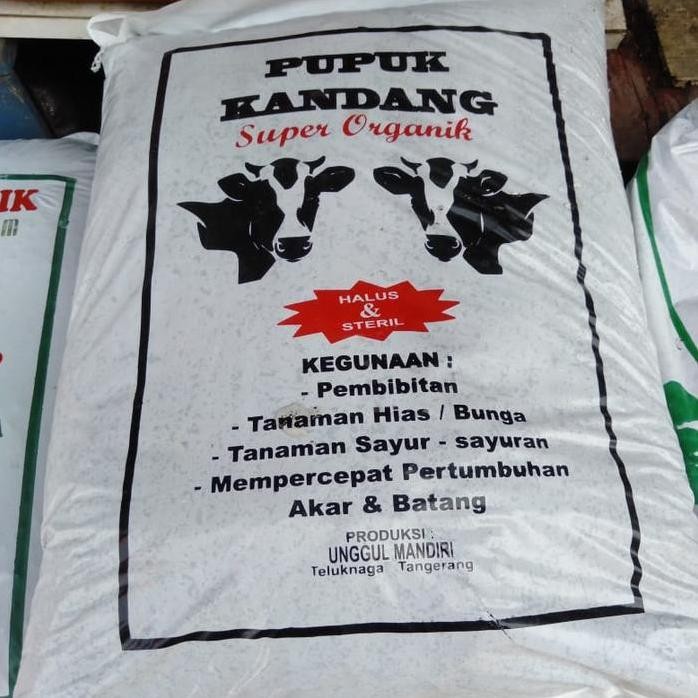 PUPUK
KANDANG
Super Organik
HALUS
&
STERIL
KEGUNAAN :
- Pembibitan
- Tanaman Hias / Bunga
- Tanaman Sayur - sayuran
- Mempercepat Pertumbuhan
Akar & Batang
PRODUKSI :
UNGGUL MANDIRI
Teluknaga Tangerang